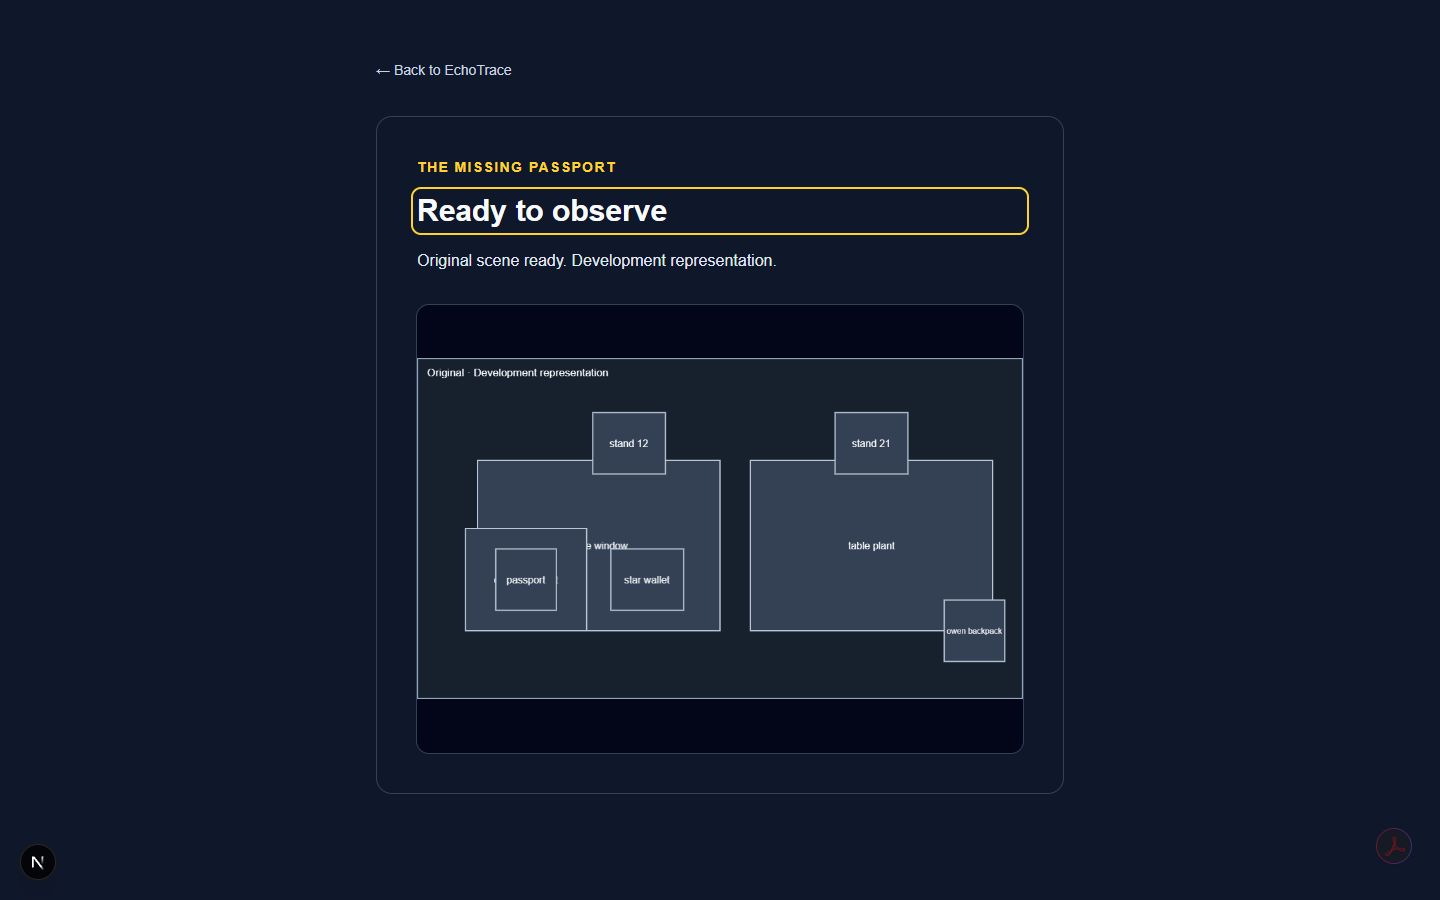 ← Back to EchoTrace
THE MISSING PASSPORT
Ready to observe
Original scene ready. Development representation.
Original · Development representation
stand 12
stand 21
window
table plant
passport
star wallet
owen backpack
N